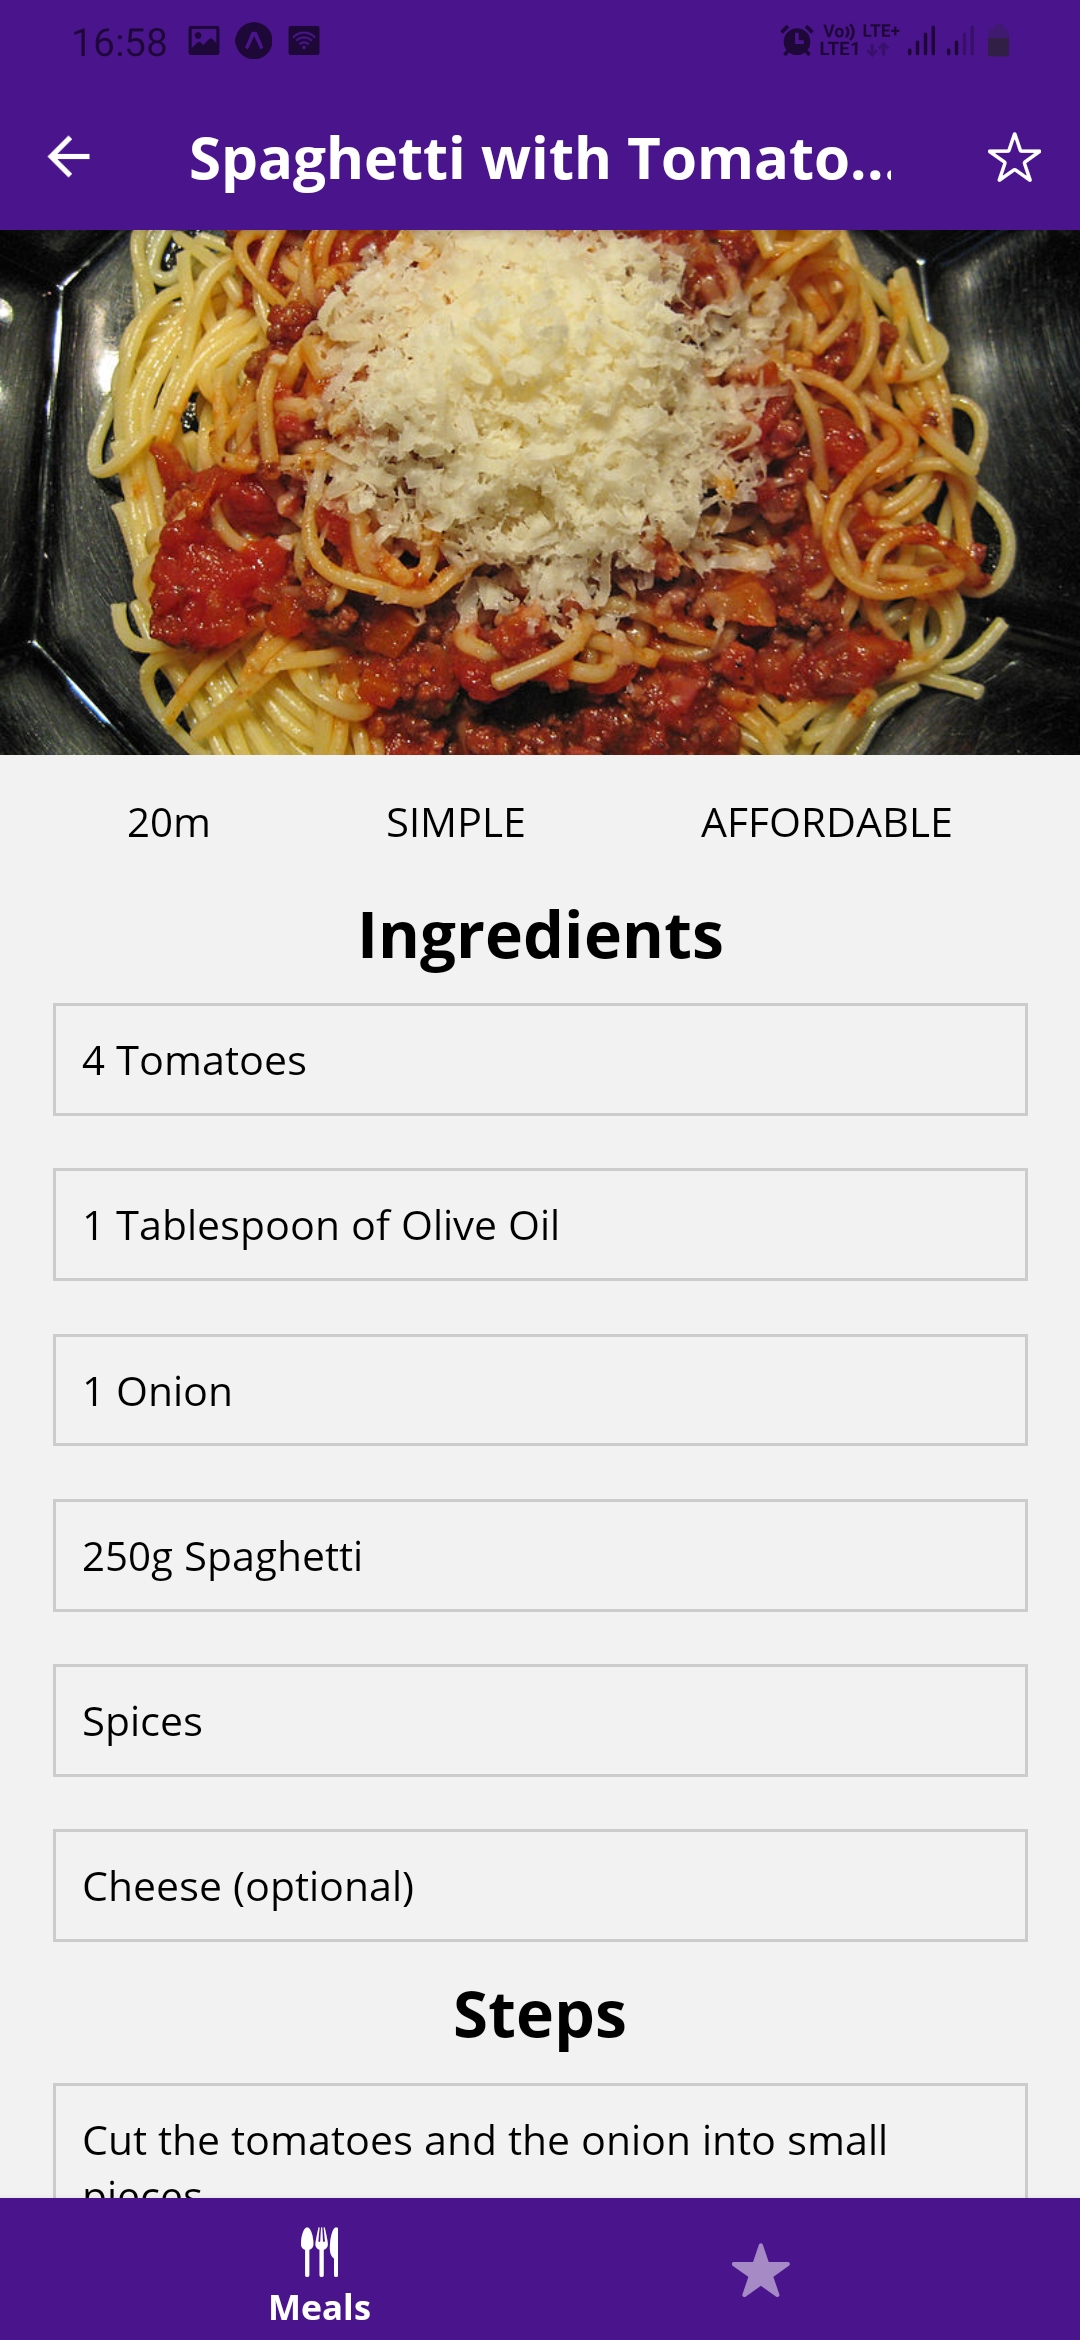 16:58 Vo)) LTE+
LTE1
Spaghetti with Tomato...
20m SIMPLE AFFORDABLE
Ingredients
4 Tomatoes
1 Tablespoon of Olive Oil
1 Onion
250g Spaghetti
Spices
Cheese (optional)
Steps
Cut the tomatoes and the onion into small
pieces
Meals